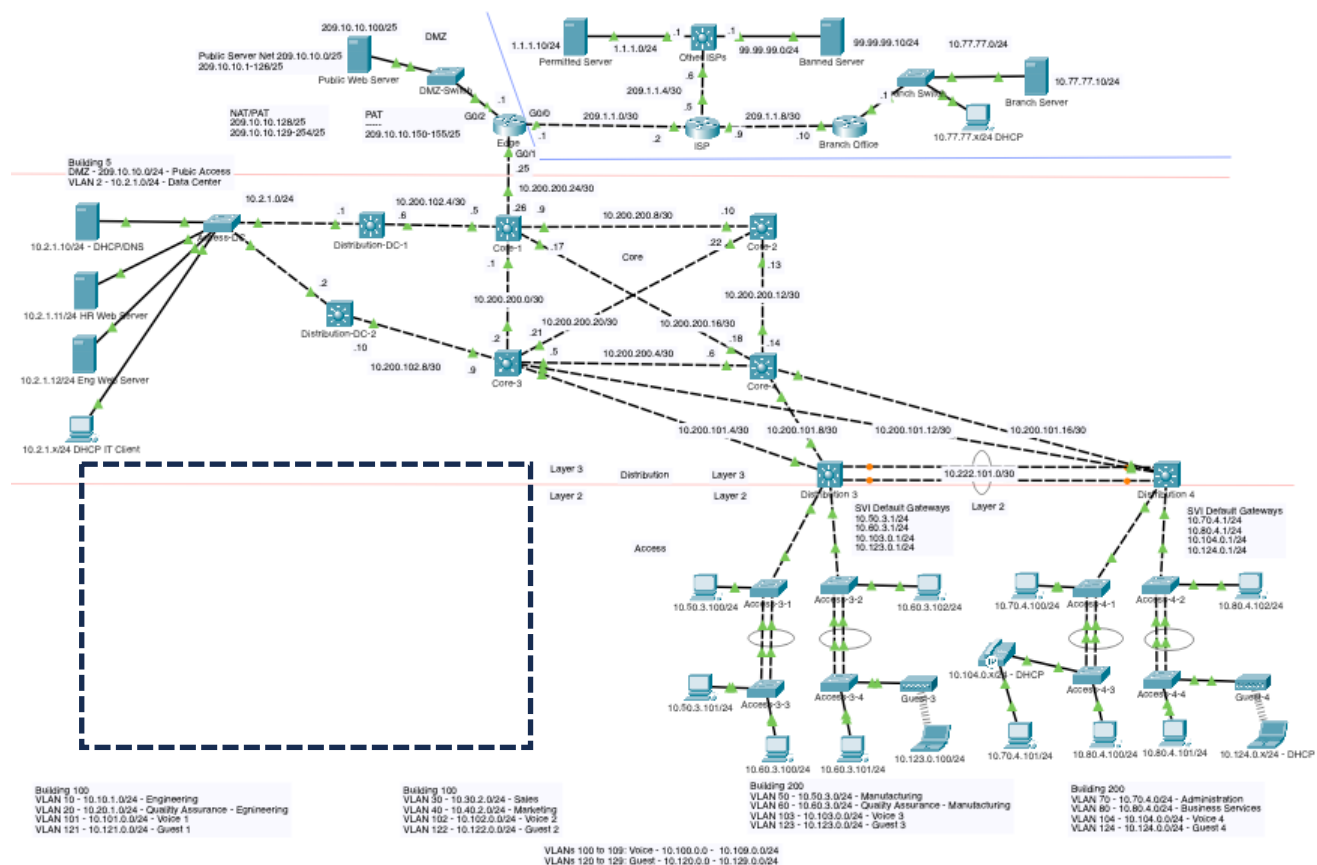 209.10.10.100/25
DMZ
Public Server Net 209.10.10.0/25
209.10.10.1-126/25
Public Web Server
DMZ-Switch
G0/2
.1
NAT/PAT
209.10.10.128/25
209.10.10.129-254/25
PAT
-----
209.10.10.150-155/25
G0/0
.1
Edge
G0/1
.25
1.1.1.10/24
.1
1.1.1.0/24
Permitted Server
Other ISPs
.1
99.99.99.0/24
99.99.99.10/24
Banned Server
.6
209.1.1.4/30
.5
209.1.1.0/30
.2
ISP
.9
209.1.1.8/30
.10
Branch Office
.1
10.77.77.0/24
10.77.77.10/24
Branch Server
10.77.77.x/24 DHCP
Building 5
DMZ - 209.10.10.0/24 - Pubic Access
VLAN 2 - 10.2.1.0/24 - Data Center
10.200.200.24/30
10.2.1.0/24
Access-DC
10.2.1.10/24 - DHCP/DNS
10.2.1.11/24 HR Web Server
10.2.1.12/24 Eng Web Server
10.2.1.x/24 DHCP IT Client
.1
.6
Distribution-DC-1
10.200.102.4/30
.5
.26
.9
Core-1
.17
.1
10.200.200.8/30
.10
.22
Core-2
.13
Core
10.200.200.0/30
10.200.200.12/30
10.200.200.20/30
10.200.200.16/30
.2
Distribution-DC-2
.10
10.200.102.8/30
.9
.2
.21
.5
Core-3
10.200.200.4/30
.6
.18
.14
10.200.101.4/30
10.200.101.8/30
10.200.101.12/30
10.200.101.16/30
Layer 3
Distribution
Layer 3
Layer 2
Layer 2
10.222.101.0/30
Layer 2
Distribution 3
Distribution 4
SVI Default Gateways
10.50.3.1/24
10.60.3.1/24
10.103.0.1/24
10.123.0.1/24
SVI Default Gateways
10.70.4.1/24
10.80.4.1/24
10.104.0.1/24
10.124.0.1/24
Access
10.50.3.100/24
Access-3-1
Access-3-2
10.60.3.102/24
10.70.4.100/24
Access-4-1
Access-4-2
10.80.4.102/24
10.50.3.101/24
Access-3-3
Access-3-4
Guest-3
10.60.3.100/24
10.60.3.101/24
10.123.0.100/24
10.104.0.x/24 - DHCP
Access-4-3
Access-4-4
Guest-4
10.70.4.101/24
10.80.4.100/24
10.80.4.101/24
10.124.0.x/24 - DHCP
Building 100
VLAN 10 - 10.10.1.0/24 - Engineering
VLAN 20 - 10.20.1.0/24 - Quality Assurance - Egnineering
VLAN 101 - 10.101.0.0/24 - Voice 1
VLAN 121 - 10.121.0.0/24 - Guest 1
Building 100
VLAN 30 - 10.30.2.0/24 - Sales
VLAN 40 - 10.40.2.0/24 - Marketing
VLAN 102 - 10.102.0.0/24 - Voice 2
VLAN 122 - 122.122.0.0/24 - Guest 2
Building 200
VLAN 50 - 10.50.3.0/24 - Manufacturing
VLAN 60 - 10.60.3.0/24 - Quality Assurance - Manufacturing
VLAN 103 - 10.103.0.0/24 - Voice 3
VLAN 123 - 10.123.0.0/24 - Guest 3
Building 200
VLAN 70 - 10.70.4.0/24 - Administration
VLAN 80 - 10.80.4.0/24 - Business Services
VLAN 104 - 10.104.0.0/24 - Voice 4
VLAN 124 - 10.124.0.0/24 - Guest 4
VLANs 100 to 109: Voice - 10.100.0.0 - 10.109.0.0/24
VLANs 120 to 129: Guest - 10.120.0.0 - 10.129.0.0/24